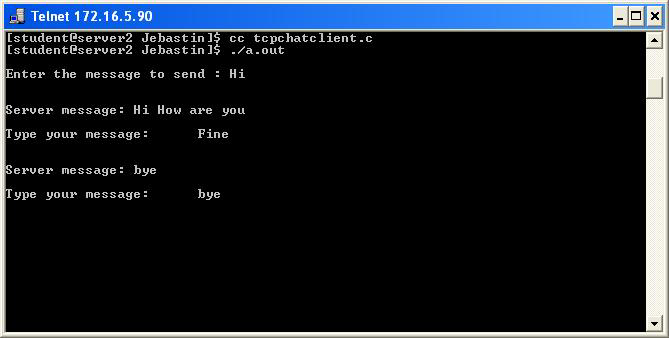 Telnet 172.16.5.90
[student@server2 Jebastin]$ cc tcpchatclient.c
[student@server2 Jebastin]$ ./a.out
Enter the message to send : Hi
Server message: Hi How are you
Type your message:      Fine
Server message: bye
Type your message:      bye